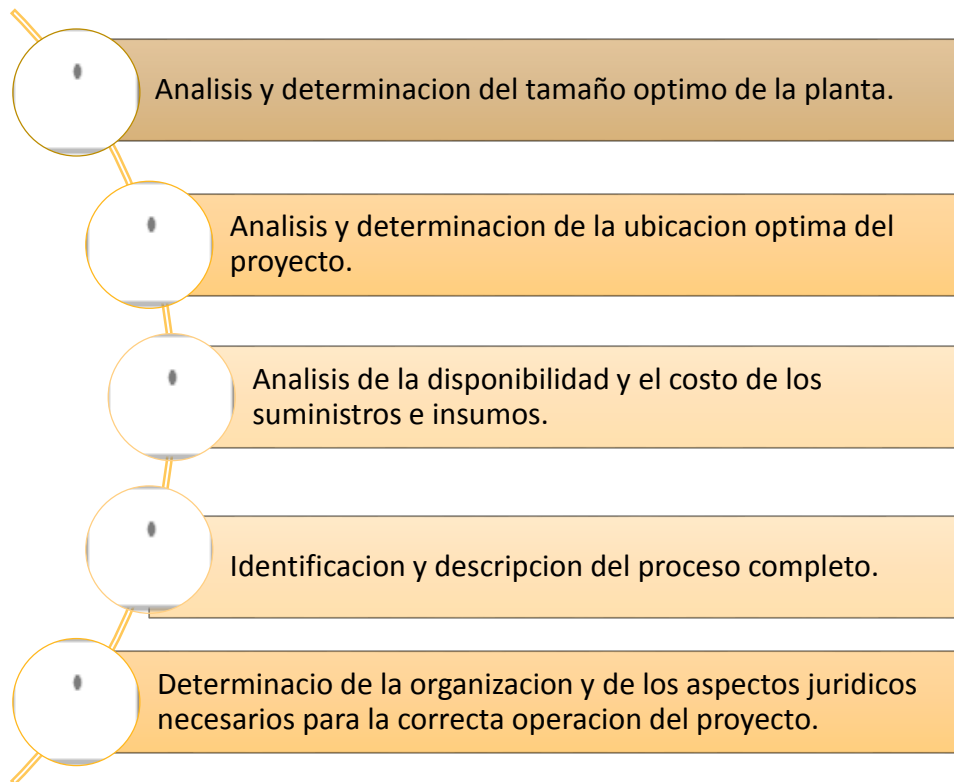 Analisis y determinacion del tamaño optimo de la planta.
Analisis y determinacion de la ubicacion optima del
proyecto.
Analisis de la disponibilidad y el costo de los
suministros e insumos.
Identificacion y descripcion del proceso completo.
Determinacio de la organizacion y de los aspectos juridicos
necesarios para la correcta operacion del proyecto.